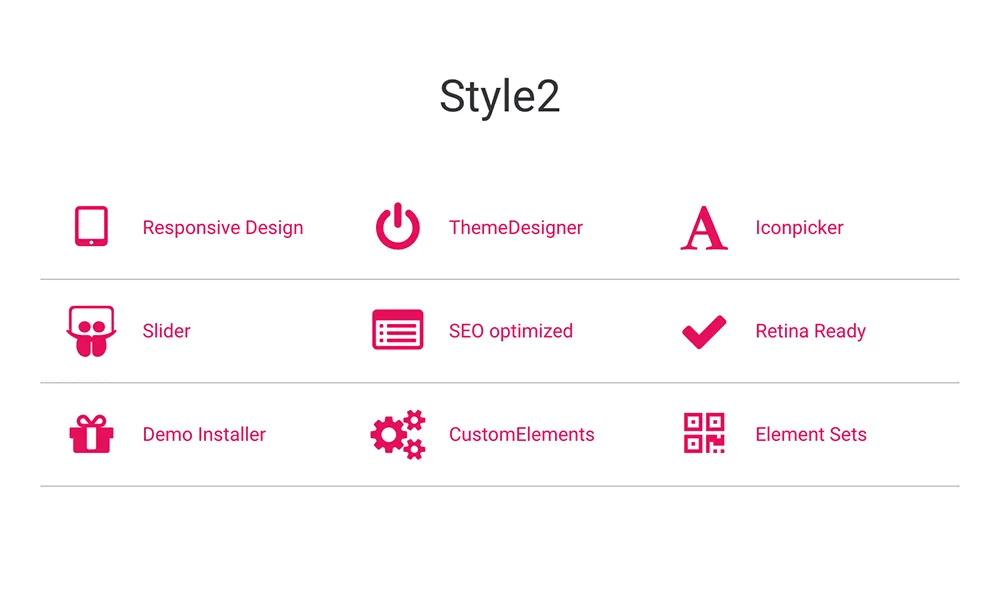 Style2
Responsive Design
ThemeDesigner
Iconpicker
Slider
SEO optimized
Retina Ready
Demo Installer
CustomElements
Element Sets